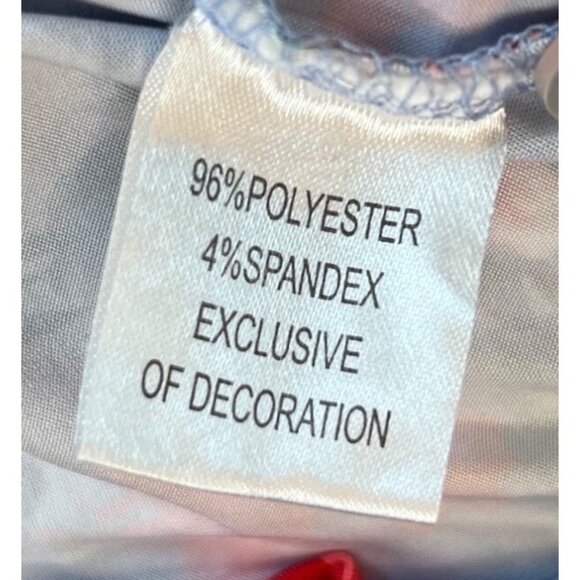 96%POLYESTER
4%SPANDEX
EXCLUSIVE
OF DECORATION